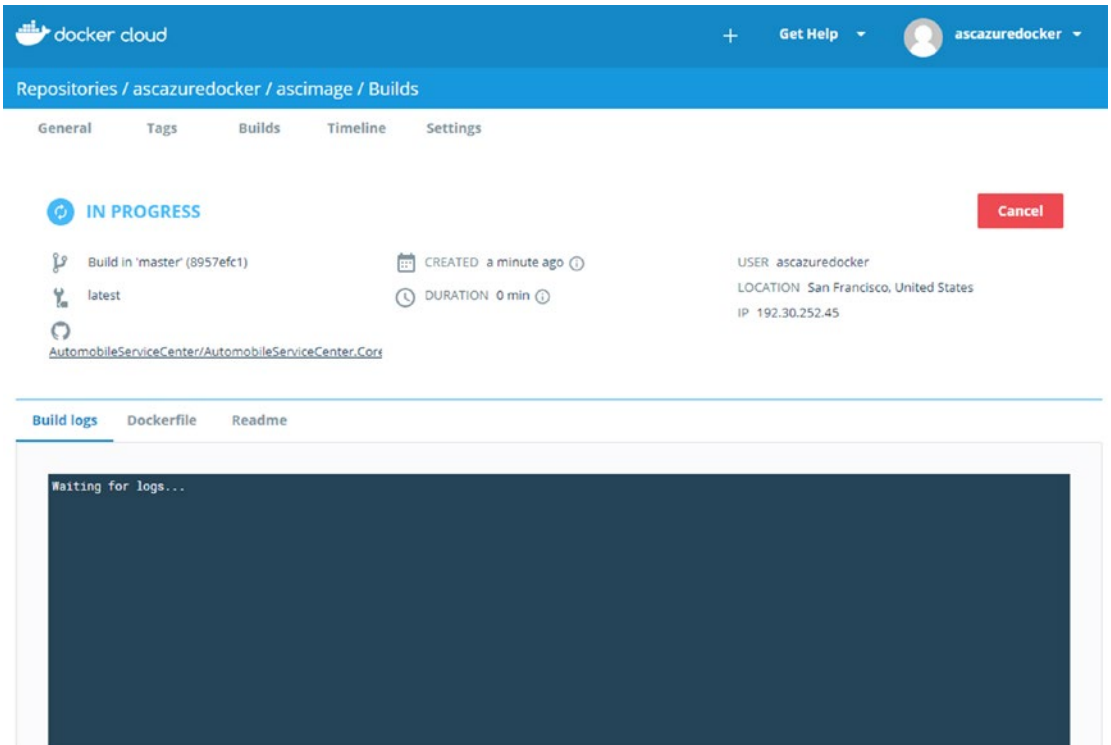 docker cloud
+ Get Help ascazuredocker
Repositories / ascazuredocker / ascimage / Builds
General Tags Builds Timeline Settings
IN PROGRESS Cancel
Build in 'master' (8957efc1) CREATED a minute ago USER ascazuredocker
latest DURATION 0 min LOCATION San Francisco, United States
IP 192.30.252.45
AutomobileServiceCenter/AutomobileServiceCenter.Core
Build logs Dockerfile Readme
Waiting for logs...